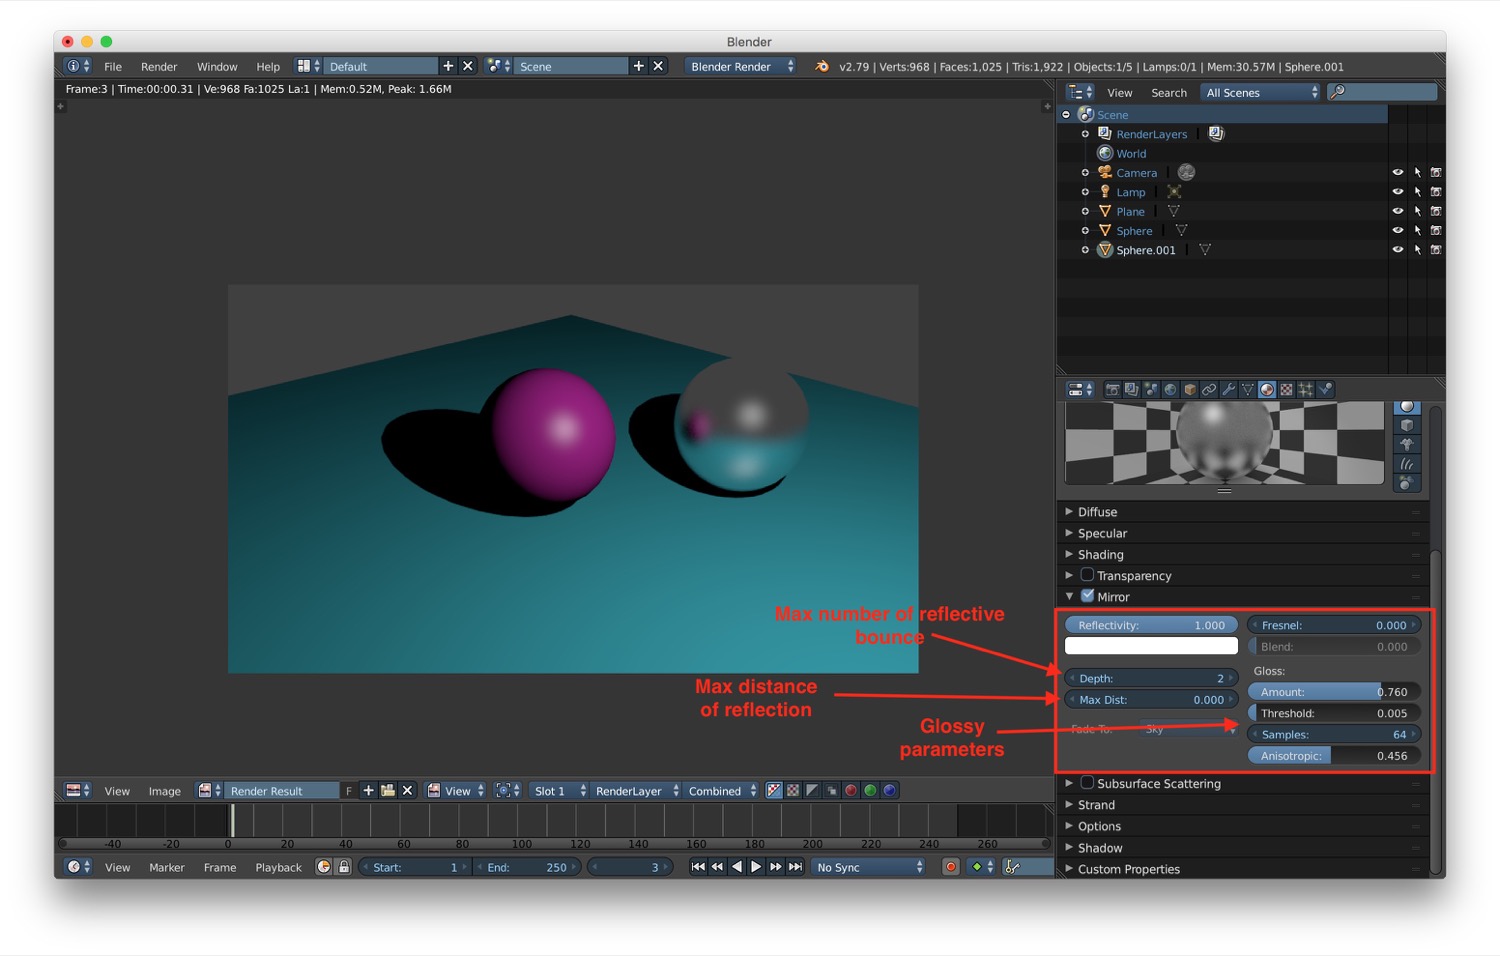 Blender
File Render Window Help Default Scene Blender Render v2.79 | Verts:968 | Faces:1,025 | Tris:1,922 | Objects:1/5 | Lamps:0/1 | Mem:30.57M | Sphere.001
Frame:3 | Time:00:00.31 | Ve:968 Fa:1025 La:1 | Mem:0.52M, Peak: 1.66M
View Search All Scenes
Scene
RenderLayers
World
Camera
Lamp
Plane
Sphere
Sphere.001
Diffuse
Specular
Shading
Transparency
Mirror
Reflectivity: 1.000
Fresnel: 0.000
Blend: 0.000
Depth: 2
Max Dist: 0.000
Fade To: Sky
Gloss:
Amount: 0.760
Threshold: 0.005
Samples: 64
Anisotropic: 0.456
Subsurface Scattering
Strand
Options
Shadow
Custom Properties
Max number of reflective
bounce
Max distance
of reflection
Glossy
parameters
View Image Render Result F View Slot 1 RenderLayer Combined
-40 -20 0 20 40 60 80 100 120 140 160 180 200 220 240 260
View Marker Frame Playback Start: 1 End: 250 3 No Sync